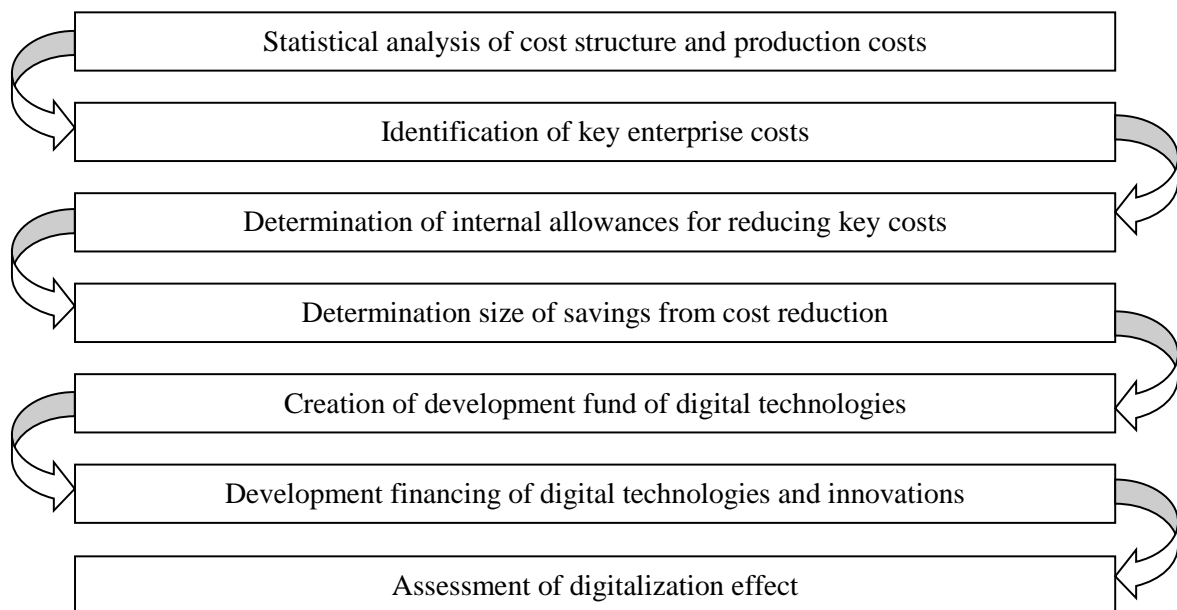 Statistical analysis of cost structure and production costs
Identification of key enterprise costs
Determination of internal allowances for reducing key costs
Determination size of savings from cost reduction
Creation of development fund of digital technologies
Development financing of digital technologies and innovations
Assessment of digitalization effect